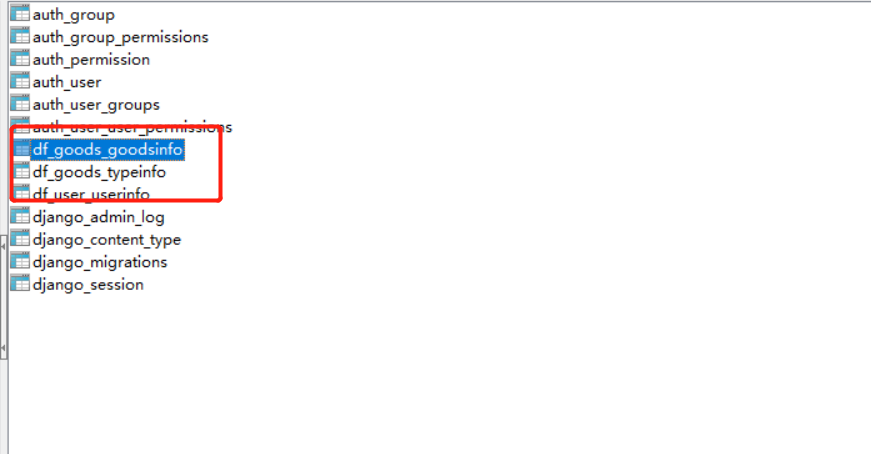 auth_group
auth_group_permissions
auth_permission
auth_user
auth_user_groups
auth_user_user_permissions
df_goods_goodsinfo
df_goods_typeinfo
df_user_userinfo
django_admin_log
django_content_type
django_migrations
django_session